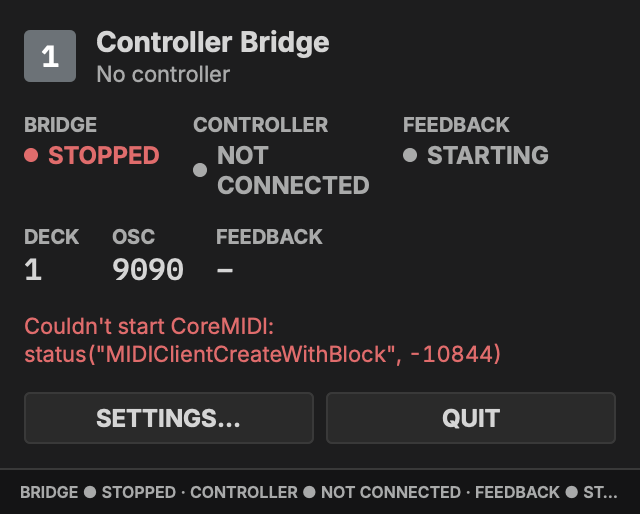 1
Controller Bridge
No controller
BRIDGE
CONTROLLER
FEEDBACK
STOPPED
NOT
CONNECTED
STARTING
DECK
OSC
FEEDBACK
1
9090
–
Couldn't start CoreMIDI:
status("MIDIClientCreateWithBlock", -10844)
SETTINGS...
QUIT
BRIDGE ● STOPPED · CONTROLLER ● NOT CONNECTED · FEEDBACK ● ST...